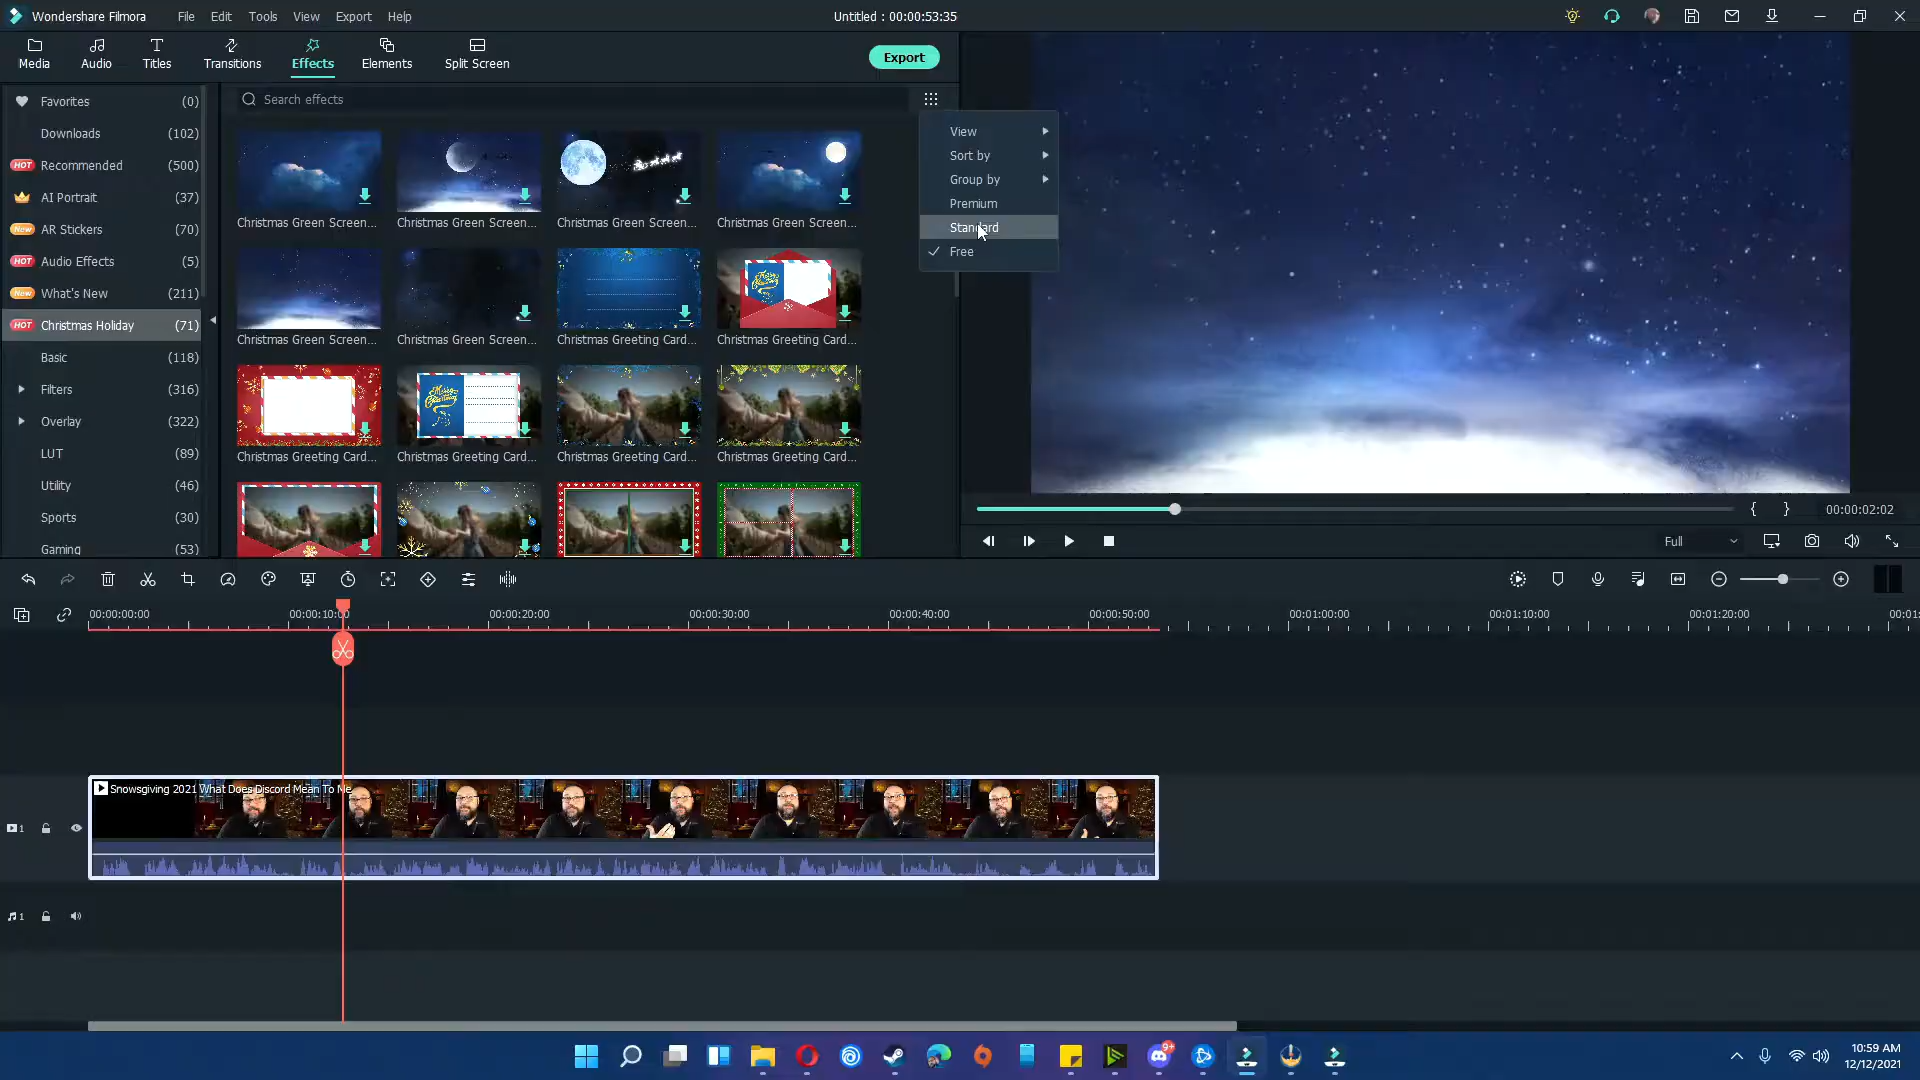 Wondershare Filmora
File Edit Tools View Export Help
Untitled : 00:00:53:35
Media Audio Titles Transitions Effects Elements Split Screen
Export
Favorites (0)
Downloads (102)
HOT Recommended (500)
AI Portrait (37)
New AR Stickers (70)
HOT Audio Effects (5)
New What's New (211)
HOT Christmas Holiday (71)
Basic (118)
Filters (316)
Overlay (322)
LUT (89)
Utility (46)
Sports (30)
Gaming (53)
Search effects
Christmas Green Screen... Christmas Green Screen... Christmas Green Screen... Christmas Green Screen...
Christmas Green Screen... Christmas Green Screen... Christmas Greeting Card... Christmas Greeting Card...
Christmas Greeting Card... Christmas Greeting Card... Christmas Greeting Card... Christmas Greeting Card...
View
Sort by
Group by
Premium
Standard
Free
{ } 00:00:02:02
Full
00:00:00:00 00:00:10:00 00:00:20:00 00:00:30:00 00:00:40:00 00:00:50:00 00:01:00:00 00:01:10:00 00:01:20:00 00:01:
Snowsgiving 2021 What Does Discord Mean To Me
1
1
9+
10:59 AM
12/12/2021